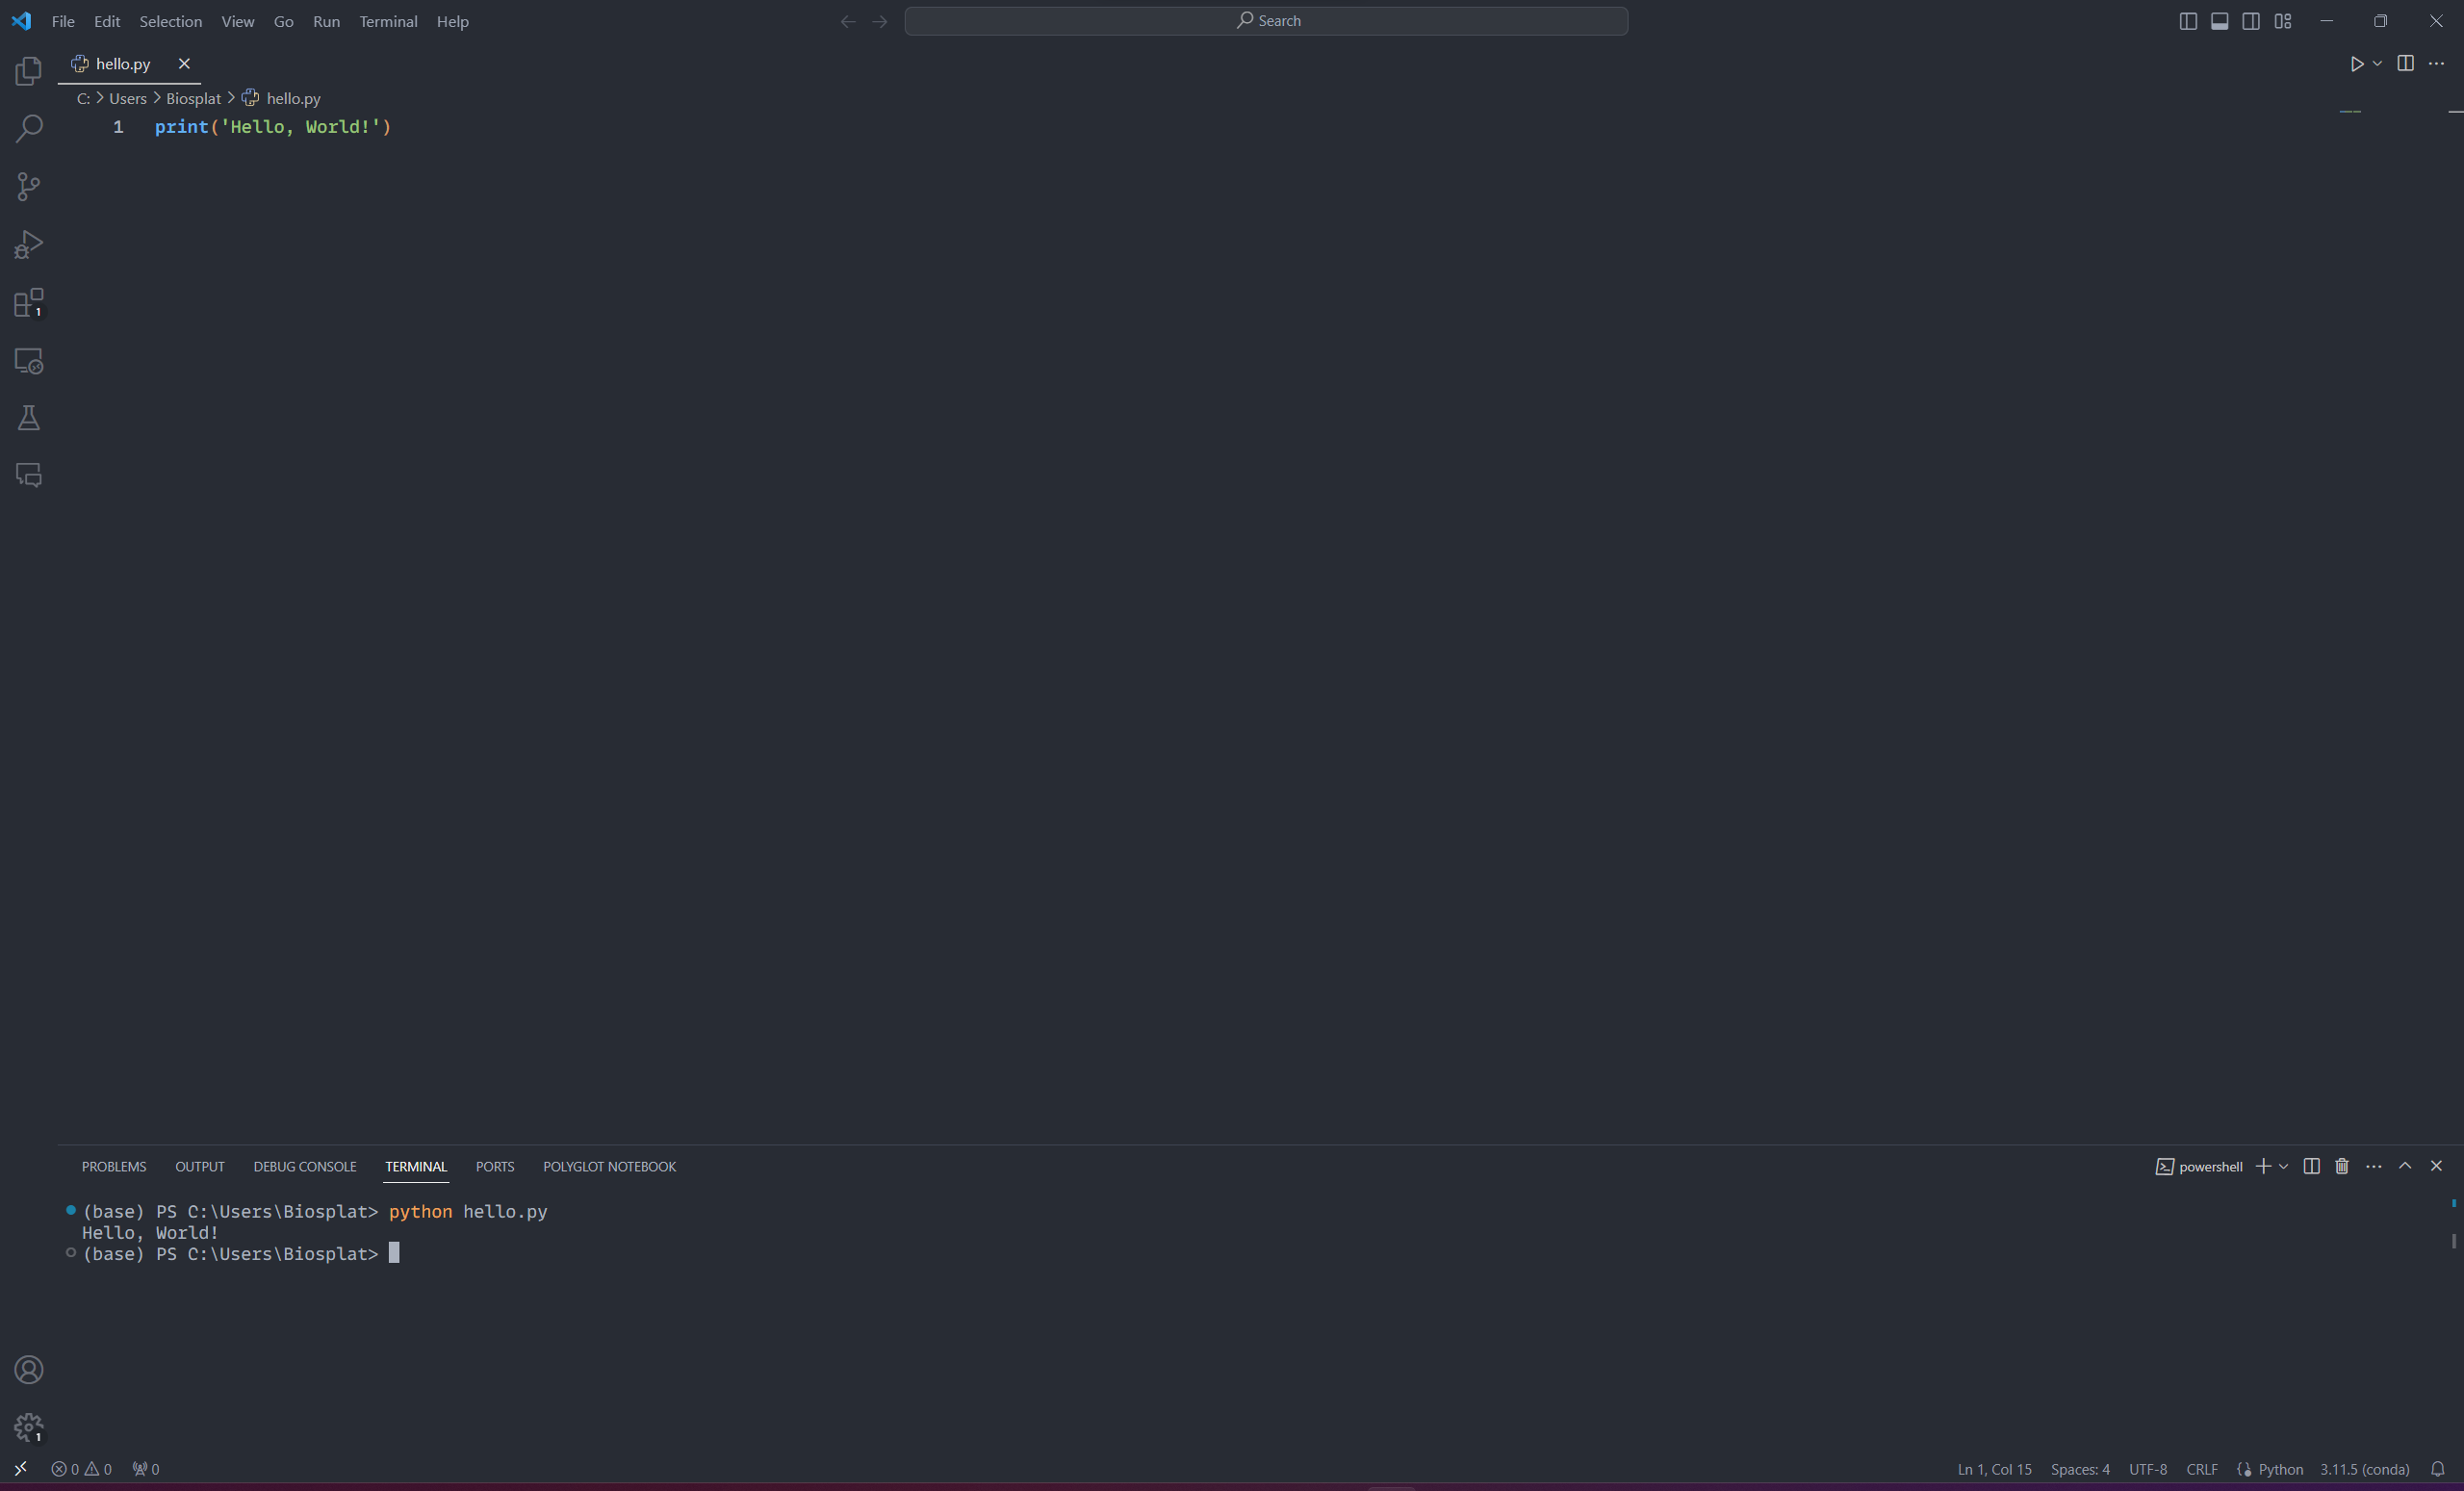 File Edit Selection View Go Run Terminal Help Search
hello.py
C: > Users > Biosplat > hello.py
1 print('Hello, World!')
1
PROBLEMS OUTPUT DEBUG CONSOLE TERMINAL PORTS POLYGLOT NOTEBOOK powershell
(base) PS C:\Users\Biosplat> python hello.py
Hello, World!
(base) PS C:\Users\Biosplat>
1
0 0 0 Ln 1, Col 15 Spaces: 4 UTF-8 CRLF Python 3.11.5 (conda)